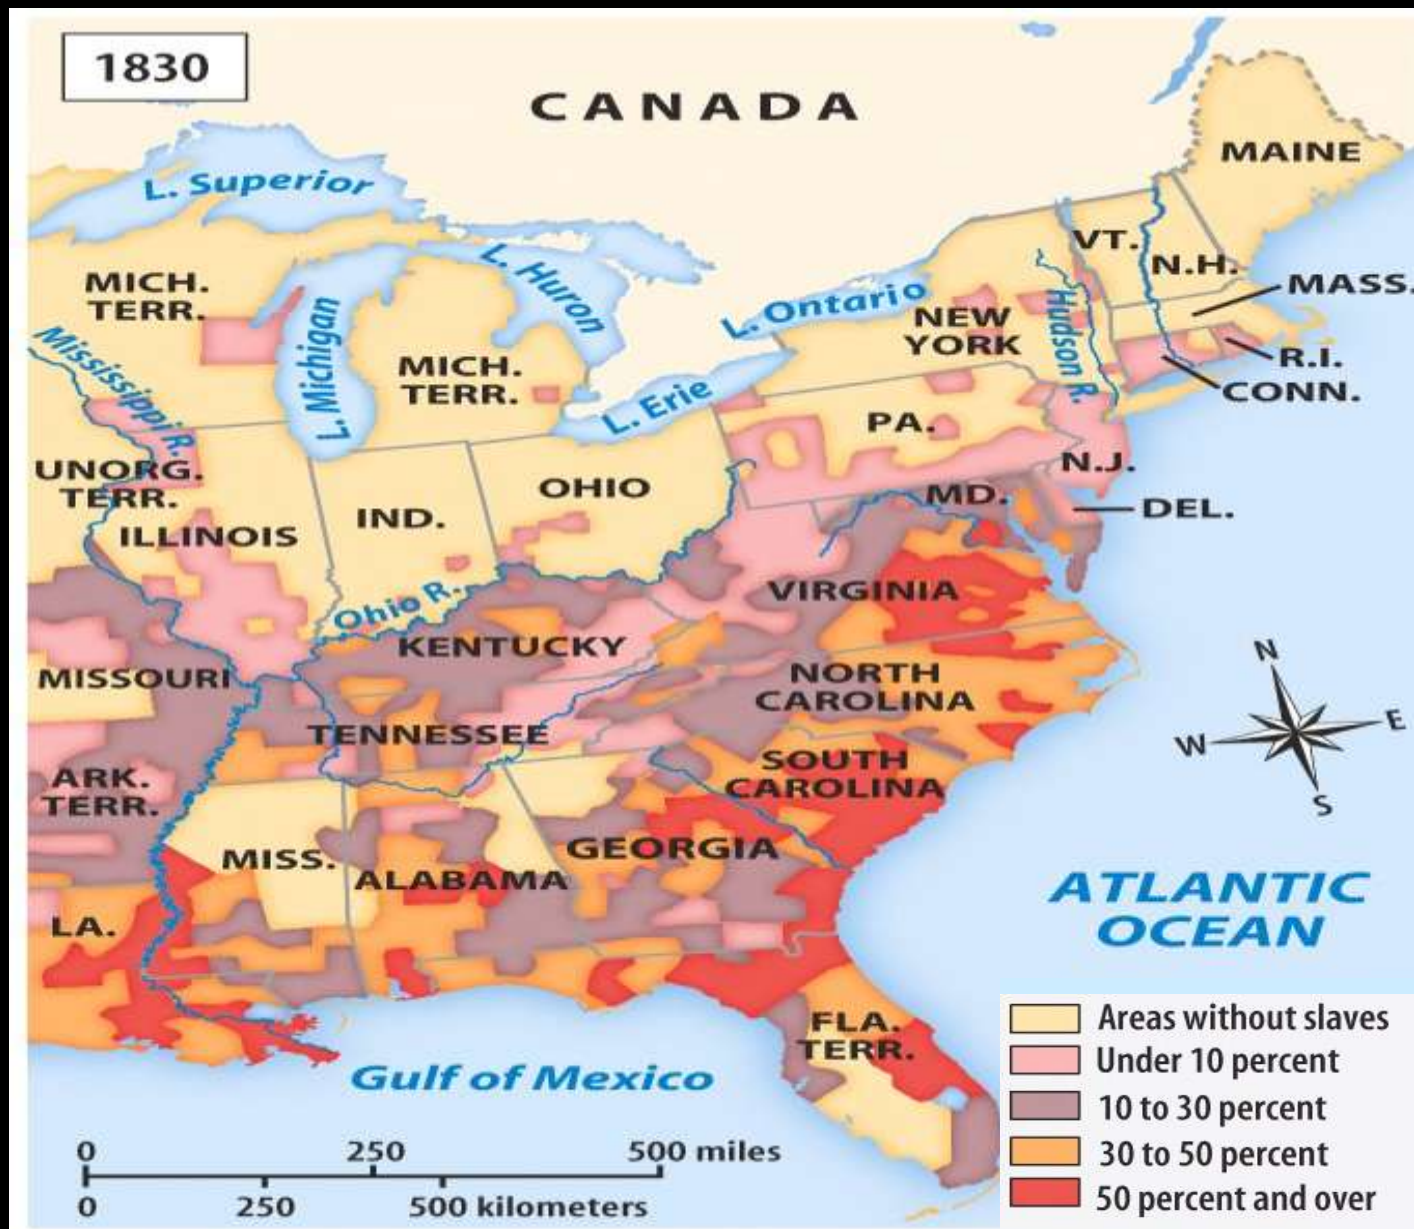 1830
CANADA
MAINE
L. Superior
VT.
N.H.
MASS.
MICH.
TERR.
L. Huron
L. Ontario
NEW
YORK
Hudson R.
Mississippi R.
L. Michigan
MICH.
TERR.
L. Erie
R.I.
CONN.
PA.
N.J.
UNORG.
TERR.
OHIO
MD.
DEL.
ILLINOIS
IND.
Ohio R.
VIRGINIA
KENTUCKY
MISSOURI
NORTH
CAROLINA
N
W
E
S
TENNESSEE
ARK.
TERR.
SOUTH
CAROLINA
MISS.
ALABAMA
GEORGIA
LA.
ATLANTIC
OCEAN
FLA.
TERR.
Gulf of Mexico
Areas without slaves
Under 10 percent
10 to 30 percent
30 to 50 percent
50 percent and over
0 250 500 miles
0 250 500 kilometers